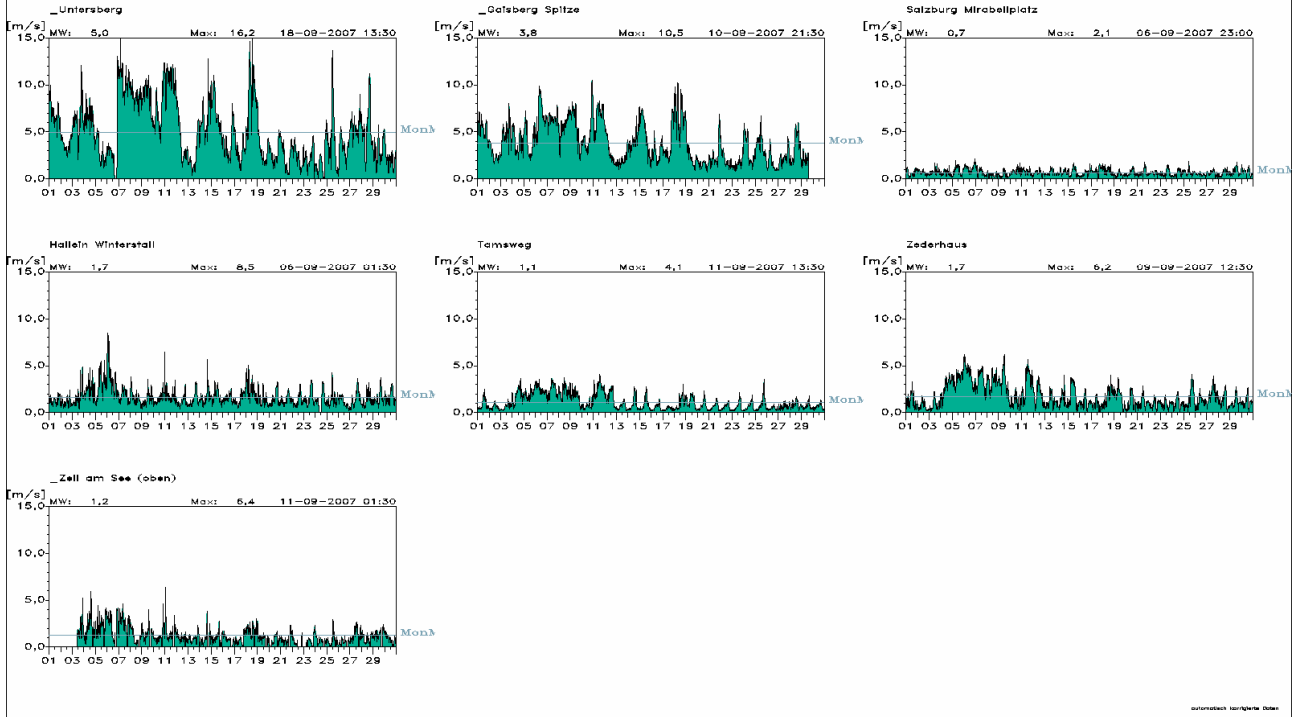 _Untersberg
[m/s]
MW: 5,0 Max: 16,2 18-09-2007 13:30
15,0
10,0
5,0
0,0
MonM
01 03 05 07 09 11 13 15 17 19 21 23 25 27 29
_Gaisberg Spitze
[m/s]
MW: 3,8 Max: 10,5 10-09-2007 21:30
15,0
10,0
5,0
0,0
MonM
01 03 05 07 09 11 13 15 17 19 21 23 25 27 29
Salzburg Mirabellplatz
[m/s]
MW: 0,7 Max: 2,1 06-09-2007 23:00
15,0
10,0
5,0
0,0
MonM
01 03 05 07 09 11 13 15 17 19 21 23 25 27 29
Hallein Winterstall
[m/s]
MW: 1,7 Max: 8,5 06-09-2007 01:30
15,0
10,0
5,0
0,0
MonM
01 03 05 07 09 11 13 15 17 19 21 23 25 27 29
Tamsweg
[m/s]
MW: 1,1 Max: 4,1 11-09-2007 13:30
15,0
10,0
5,0
0,0
MonM
01 03 05 07 09 11 13 15 17 19 21 23 25 27 29
Zederhaus
[m/s]
MW: 1,7 Max: 6,2 09-09-2007 12:30
15,0
10,0
5,0
0,0
MonM
01 03 05 07 09 11 13 15 17 19 21 23 25 27 29
_Zell am See (oben)
[m/s]
MW: 1,2 Max: 6,4 11-09-2007 01:30
15,0
10,0
5,0
0,0
MonM
01 03 05 07 09 11 13 15 17 19 21 23 25 27 29
automatisch korrigierte Daten